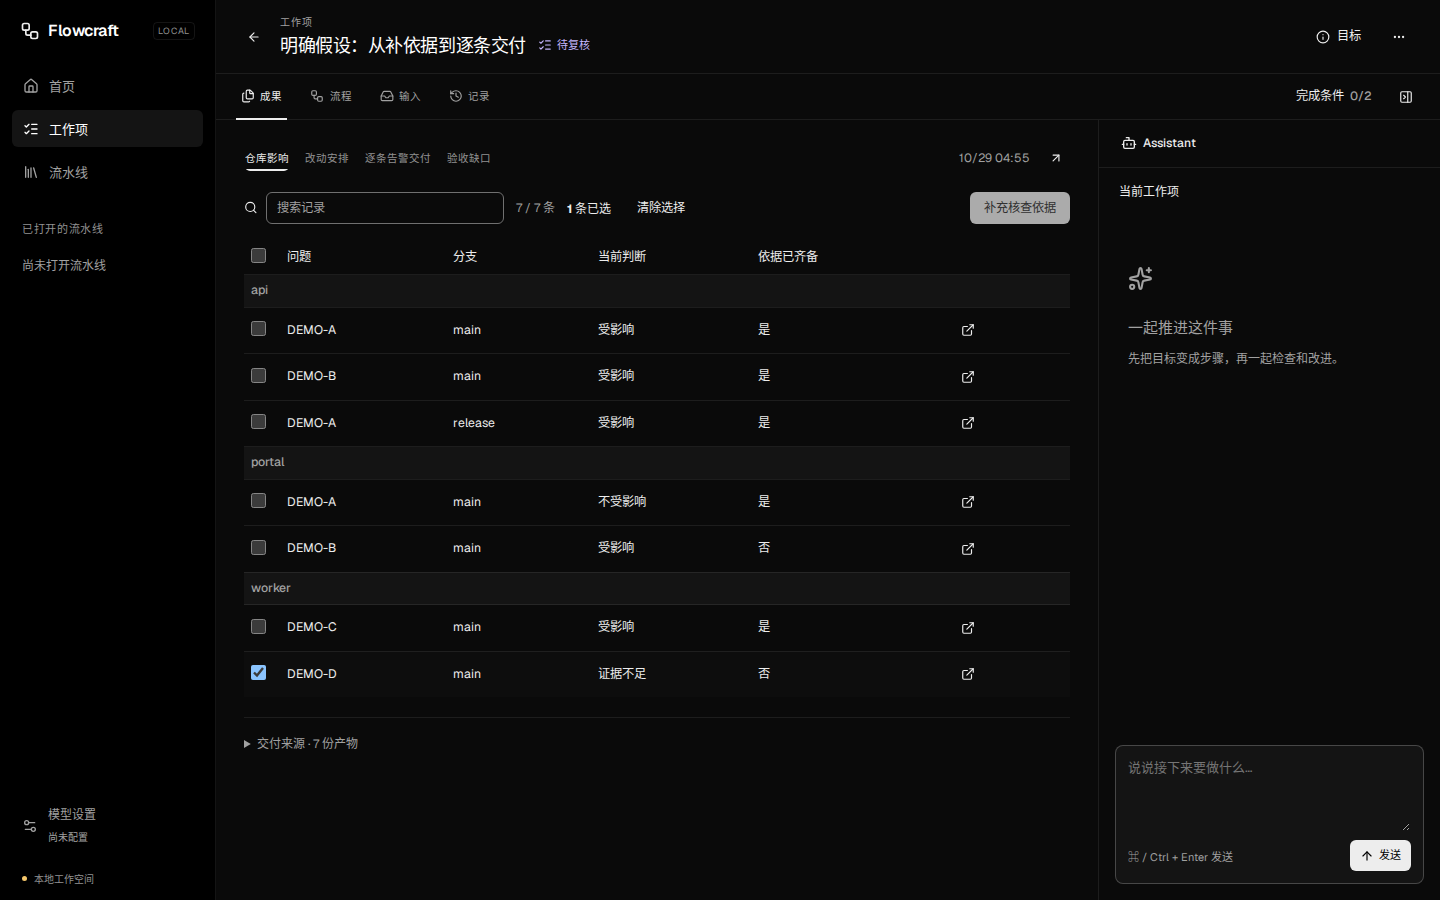 Flowcraft
LOCAL
首页
工作项
流水线
已打开的流水线
尚未打开流水线
模型设置
尚未配置
本地工作空间
工作项
明确假设：从补依据到逐条交付
待复核
目标
成果
流程
输入
记录
完成条件 0/2
仓库影响
改动安排
逐条告警交付
验收缺口
10/29 04:55
搜索记录
7 / 7 条
1 条已选
清除选择
补充核查依据
问题 分支 当前判断 依据已齐备
api
DEMO-A main 受影响 是
DEMO-B main 受影响 是
DEMO-A release 受影响 是
portal
DEMO-A main 不受影响 是
DEMO-B main 受影响 否
worker
DEMO-C main 受影响 是
DEMO-D main 证据不足 否
交付来源 · 7 份产物
Assistant
当前工作项
一起推进这件事
先把目标变成步骤，再一起检查和改进。
说说接下来要做什么...
⌘ / Ctrl + Enter 发送
发送